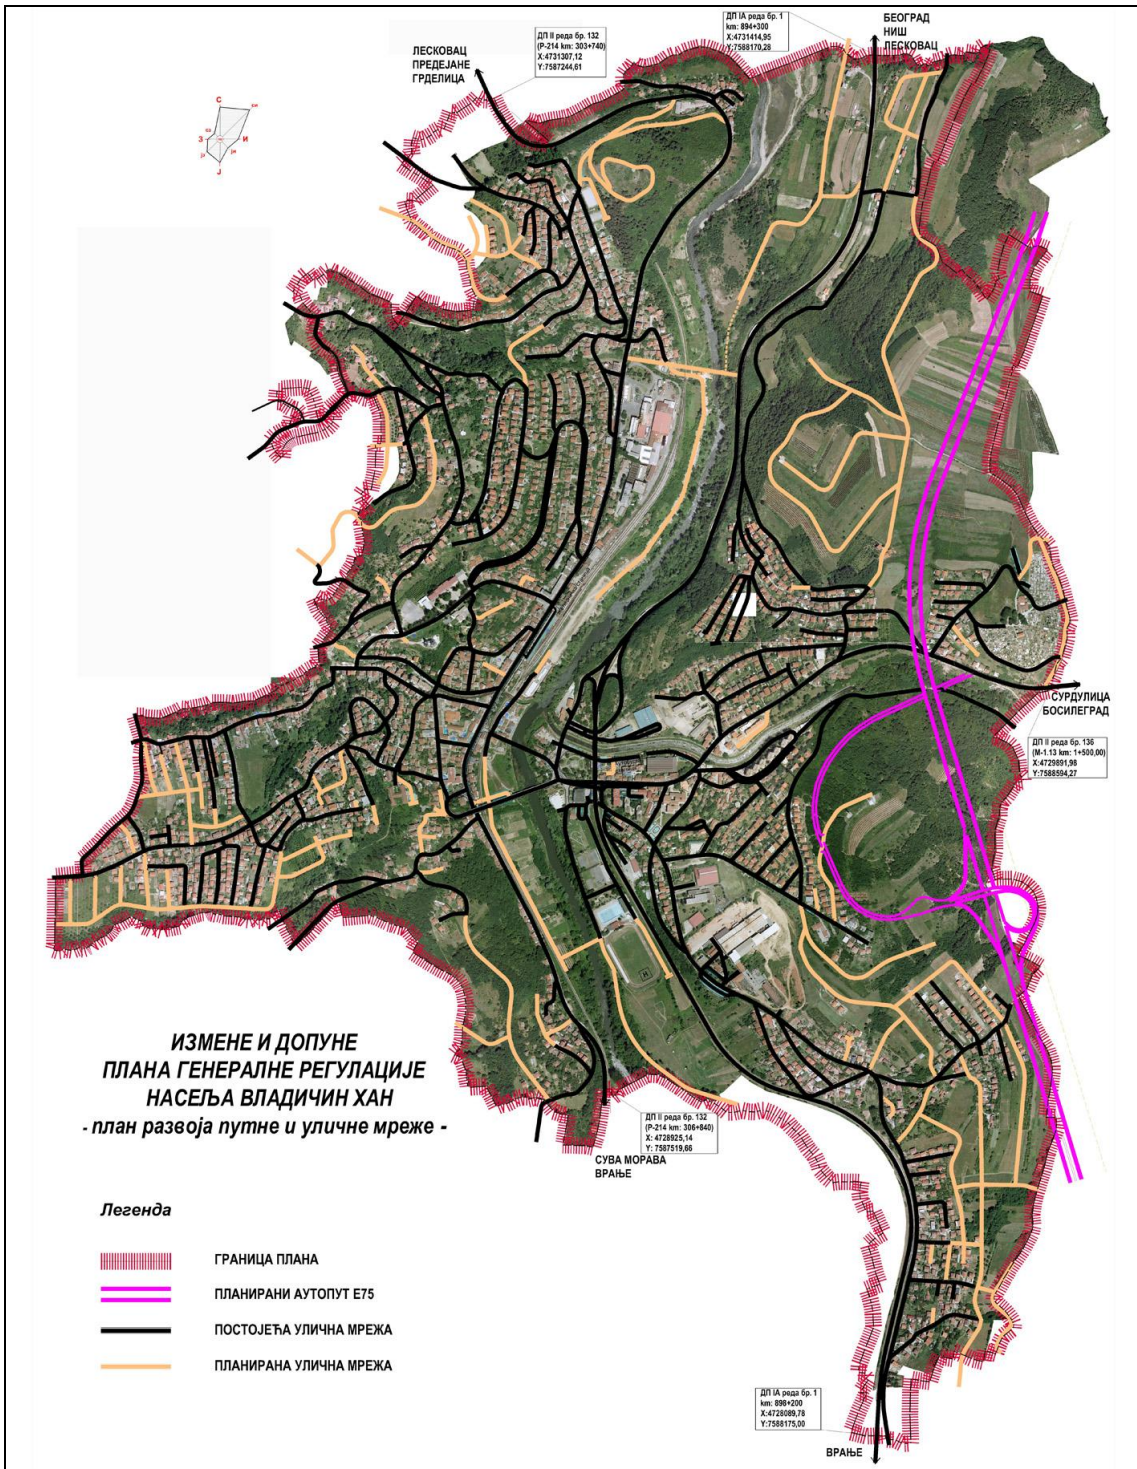 ДП II реда бр. 132
(Р-214 km: 303+740)
X:4731307,12
Y:7587244,61
ДП IA реда бр. 1
km: 894+300
X:4731414,95
Y:7588170,28
БЕОГРАД
НИШ
ЛЕСКОВАЦ
ЛЕСКОВАЦ
ПРЕДЕЈАНЕ
ГРДЕЛИЦА
С
З
И
Ј
СУРДУЛИЦА
БОСИЛЕГРАД
ДП II реда бр. 136
(М-1.13 km: 1+500,00)
X:4729891,98
Y:7588594,27
ИЗМЕНЕ И ДОПУНЕ
ПЛАНА ГЕНЕРАЛНЕ РЕГУЛАЦИЈЕ
НАСЕЉА ВЛАДИЧИН ХАН
- план развоја путне и уличне мреже -
ДП II реда бр. 132
(Р-214 km: 306+840)
X: 4728925,14
Y: 7587519,66
СУВА МОРАВА
ВРАЊЕ
Легенда
ГРАНИЦА ПЛАНА
ПЛАНИРАНИ АУТОПУТ Е75
ПОСТОЈЕЋА УЛИЧНА МРЕЖА
ПЛАНИРАНА УЛИЧНА МРЕЖА
ДП IA реда бр. 1
km: 898+200
X:4728089,78
Y:7588175,00
ВРАЊЕ